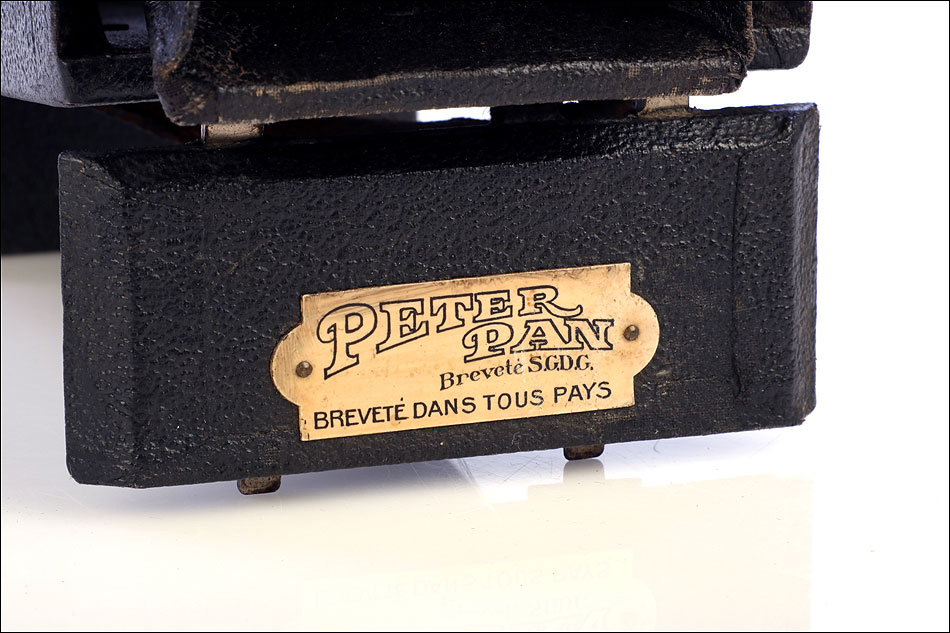 PETER
PAN
Breveté S.G.D.G.
BREVETÉ DANS TOUS PAYS